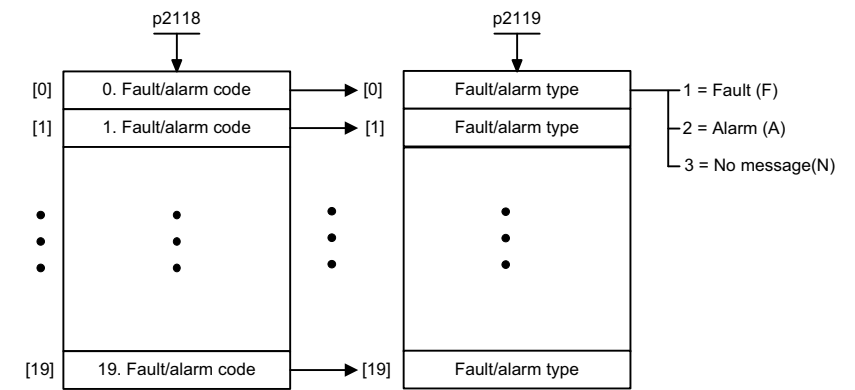 p2118 p2119
[0] 0. Fault/alarm code [0] Fault/alarm type 1 = Fault (F)
[1] 1. Fault/alarm code [1] Fault/alarm type 2 = Alarm (A)
3 = No message(N)
[19] 19. Fault/alarm code [19] Fault/alarm type